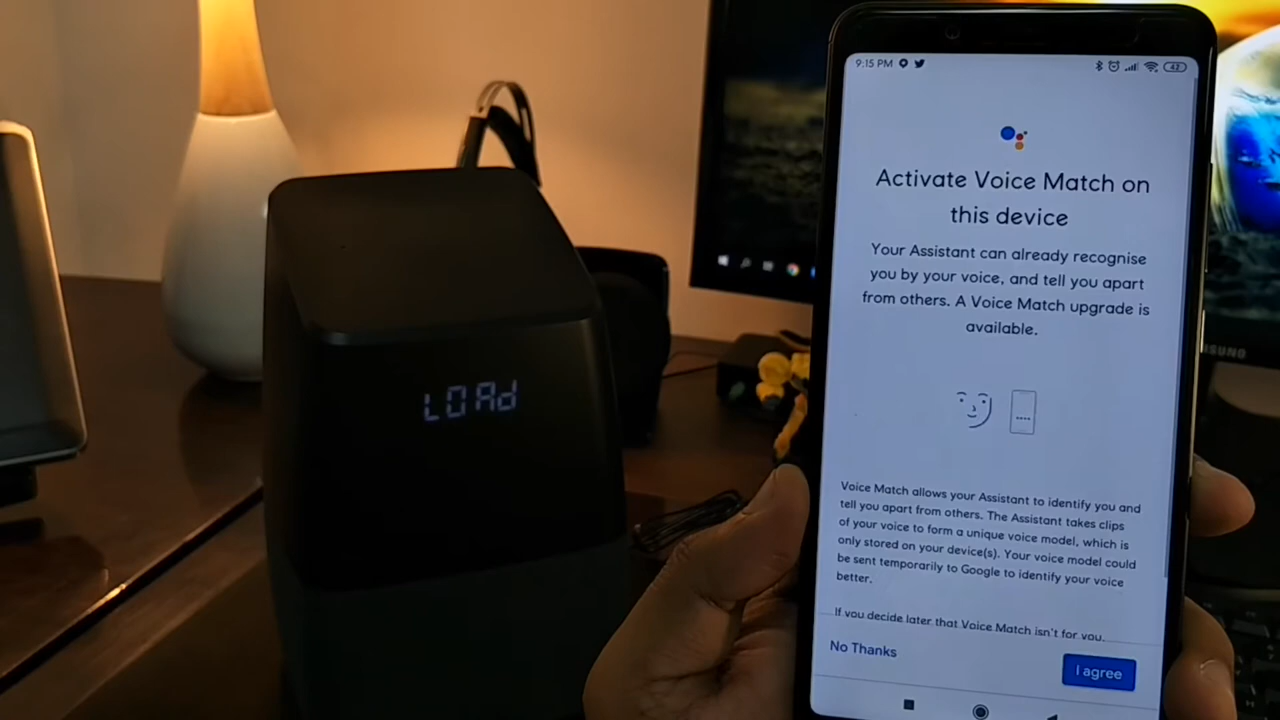 9:15 PM
42
Activate Voice Match on
this device
Your Assistant can already recognise
you by your voice, and tell you apart
from others. A Voice Match upgrade is
available.
LOAd
Voice Match allows your Assistant to identify you and
tell you apart from others. The Assistant takes clips
of your voice to form a unique voice model, which is
only stored on your device(s). Your voice model could
be sent temporarily to Google to identify your voice
better.
If you decide later that Voice Match isn't for you,
No Thanks
I agree
SUNG